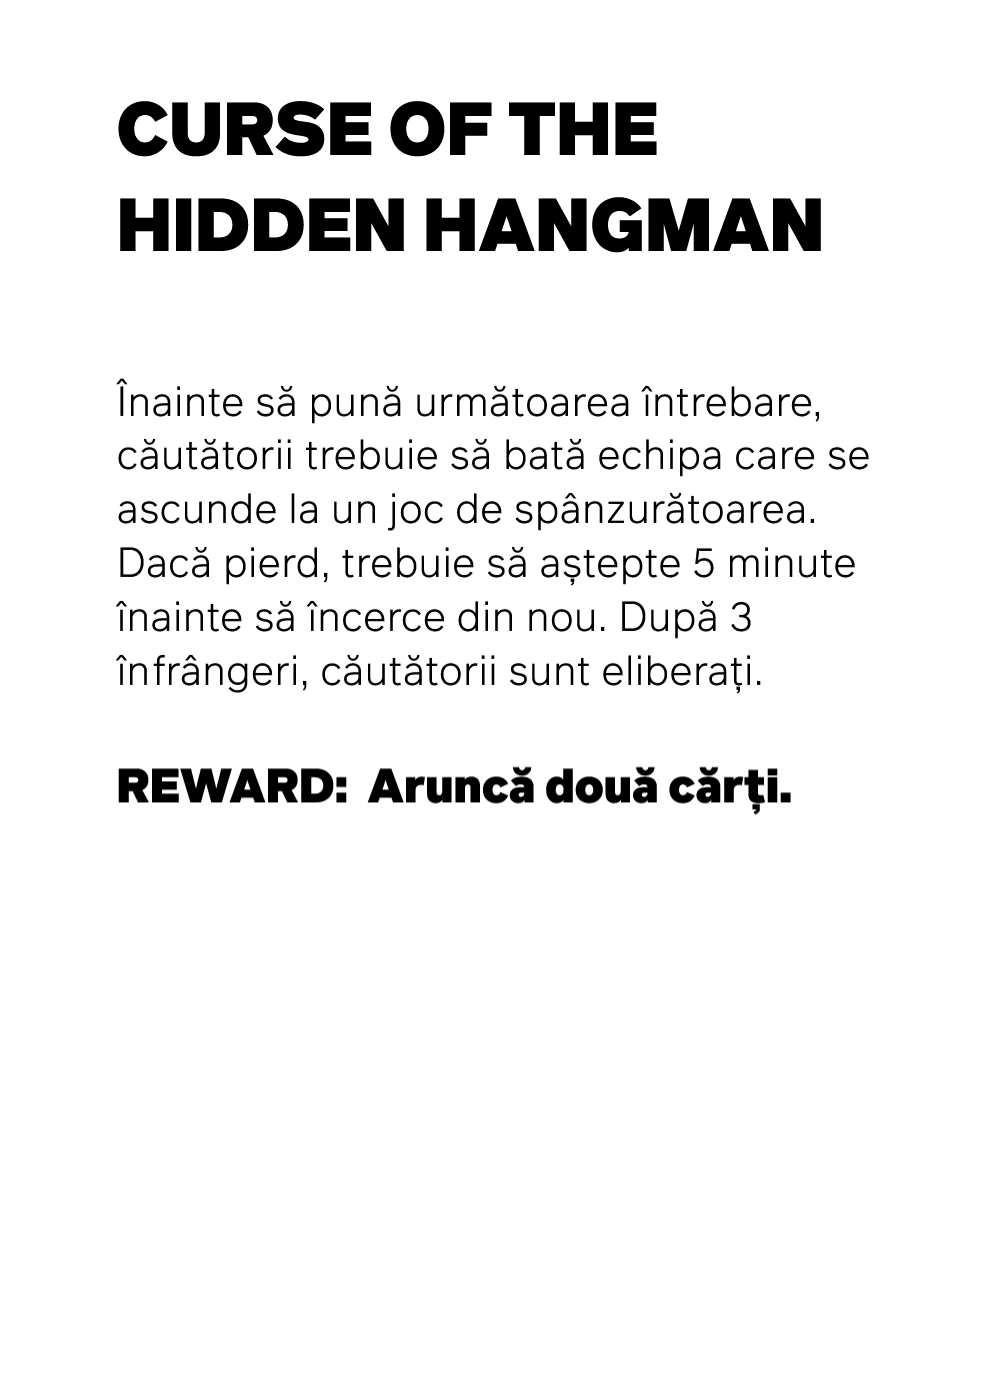 CURSE OF THE
HIDDEN HANGMAN
Înainte să pună următoarea întrebare,
căutătorii trebuie să bată echipa care se
ascunde la un joc de spânzurătoarea.
Dacă pierd, trebuie să aștepte 5 minute
înainte să încerce din nou. După 3
înfrângeri, căutătorii sunt eliberați.
REWARD: Aruncă două cărți.